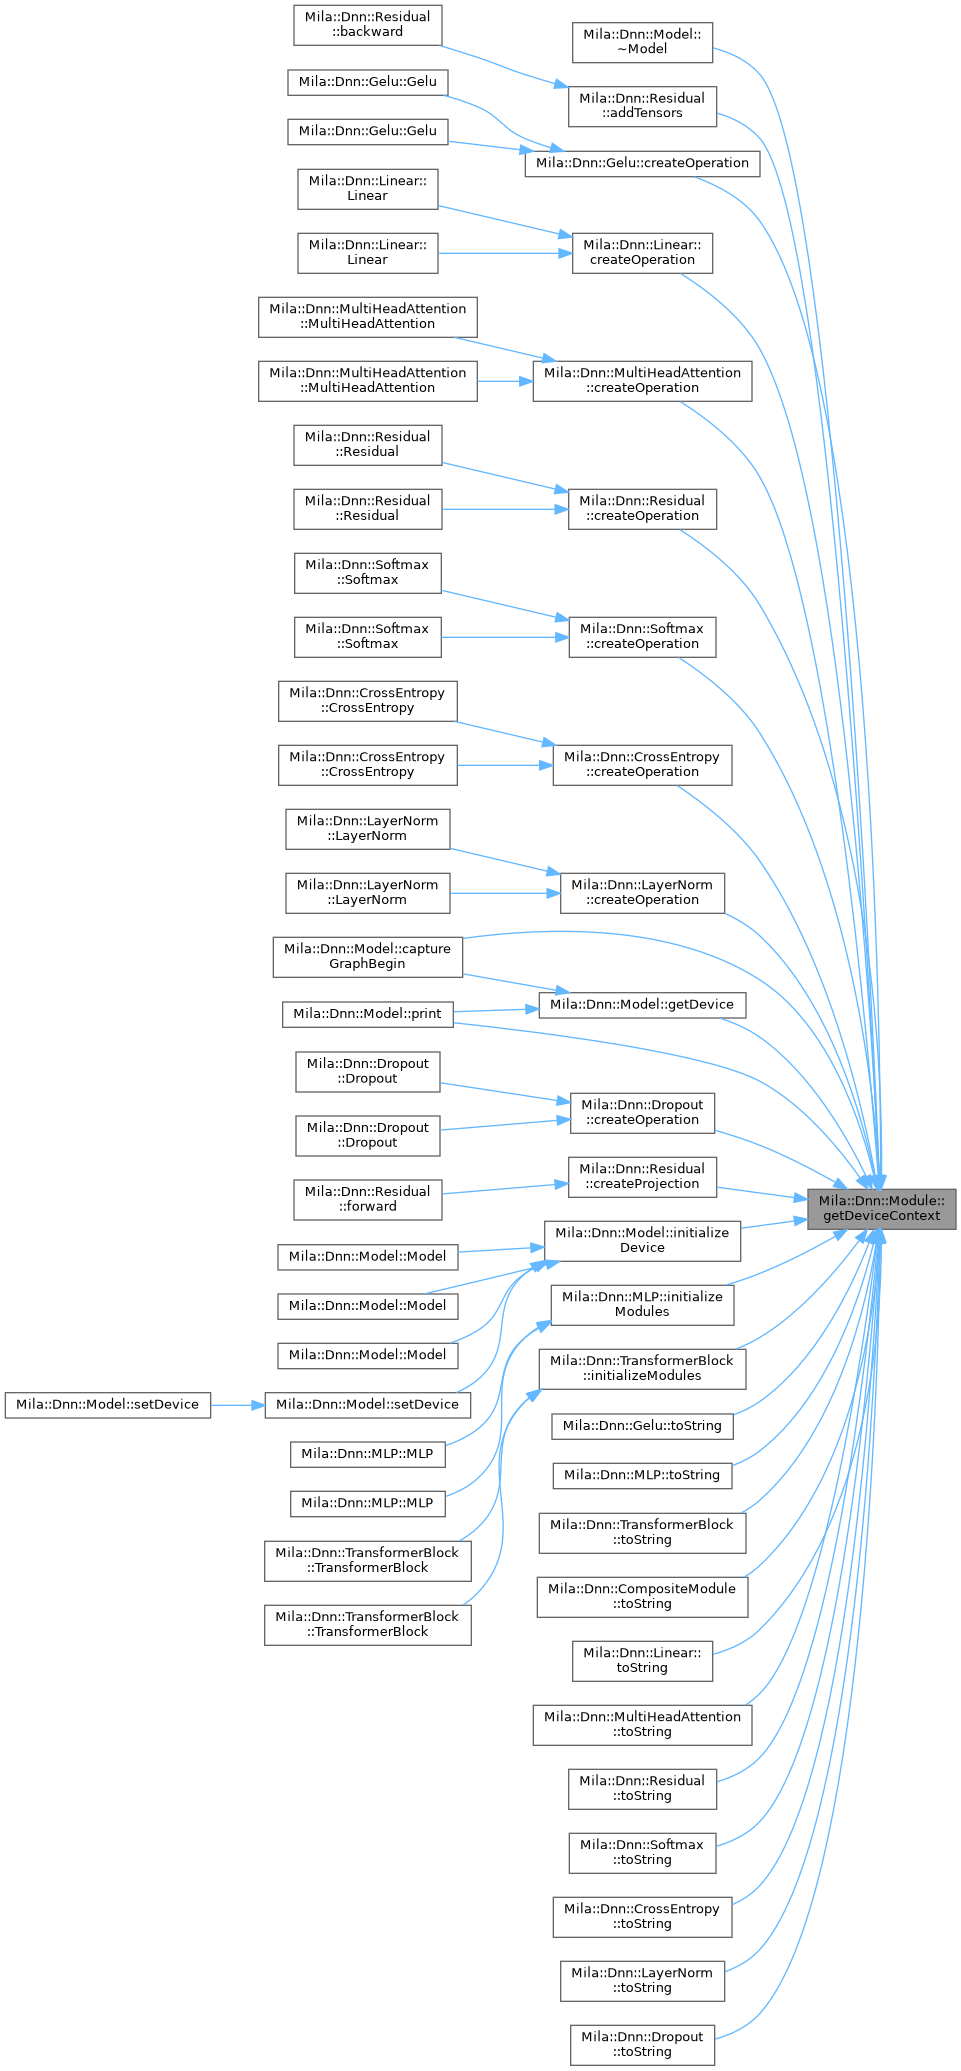 Mila::Dnn::Residual
::backward
Mila::Dnn::Model::
~Model
Mila::Dnn::Gelu::Gelu
Mila::Dnn::Residual
::addTensors
Mila::Dnn::Gelu::Gelu
Mila::Dnn::Gelu::createOperation
Mila::Dnn::Linear::
Linear
Mila::Dnn::Linear::
Linear
Mila::Dnn::Linear::
createOperation
Mila::Dnn::MultiHeadAttention
::MultiHeadAttention
Mila::Dnn::MultiHeadAttention
::MultiHeadAttention
Mila::Dnn::MultiHeadAttention
::createOperation
Mila::Dnn::Residual
::Residual
Mila::Dnn::Residual
::Residual
Mila::Dnn::Residual
::createOperation
Mila::Dnn::Softmax
::Softmax
Mila::Dnn::Softmax
::Softmax
Mila::Dnn::Softmax
::createOperation
Mila::Dnn::CrossEntropy
::CrossEntropy
Mila::Dnn::CrossEntropy
::CrossEntropy
Mila::Dnn::CrossEntropy
::createOperation
Mila::Dnn::LayerNorm
::LayerNorm
Mila::Dnn::LayerNorm
::LayerNorm
Mila::Dnn::LayerNorm
::createOperation
Mila::Dnn::Model::capture
GraphBegin
Mila::Dnn::Model::getDevice
Mila::Dnn::Model::print
Mila::Dnn::Dropout
::Dropout
Mila::Dnn::Dropout
::Dropout
Mila::Dnn::Dropout
::createOperation
Mila::Dnn::Residual
::createProjection
Mila::Dnn::Residual
::forward
Mila::Dnn::Module::
getDeviceContext
Mila::Dnn::Model::initialize
Device
Mila::Dnn::Model::Model
Mila::Dnn::Model::Model
Mila::Dnn::MLP::initialize
Modules
Mila::Dnn::Model::Model
Mila::Dnn::TransformerBlock
::initializeModules
Mila::Dnn::Model::setDevice
Mila::Dnn::Model::setDevice
Mila::Dnn::Gelu::toString
Mila::Dnn::MLP::MLP
Mila::Dnn::MLP::toString
Mila::Dnn::MLP::MLP
Mila::Dnn::TransformerBlock
::toString
Mila::Dnn::TransformerBlock
::TransformerBlock
Mila::Dnn::CompositeModule
::toString
Mila::Dnn::TransformerBlock
::TransformerBlock
Mila::Dnn::Linear::
toString
Mila::Dnn::MultiHeadAttention
::toString
Mila::Dnn::Residual
::toString
Mila::Dnn::Softmax
::toString
Mila::Dnn::CrossEntropy
::toString
Mila::Dnn::LayerNorm
::toString
Mila::Dnn::Dropout
::toString